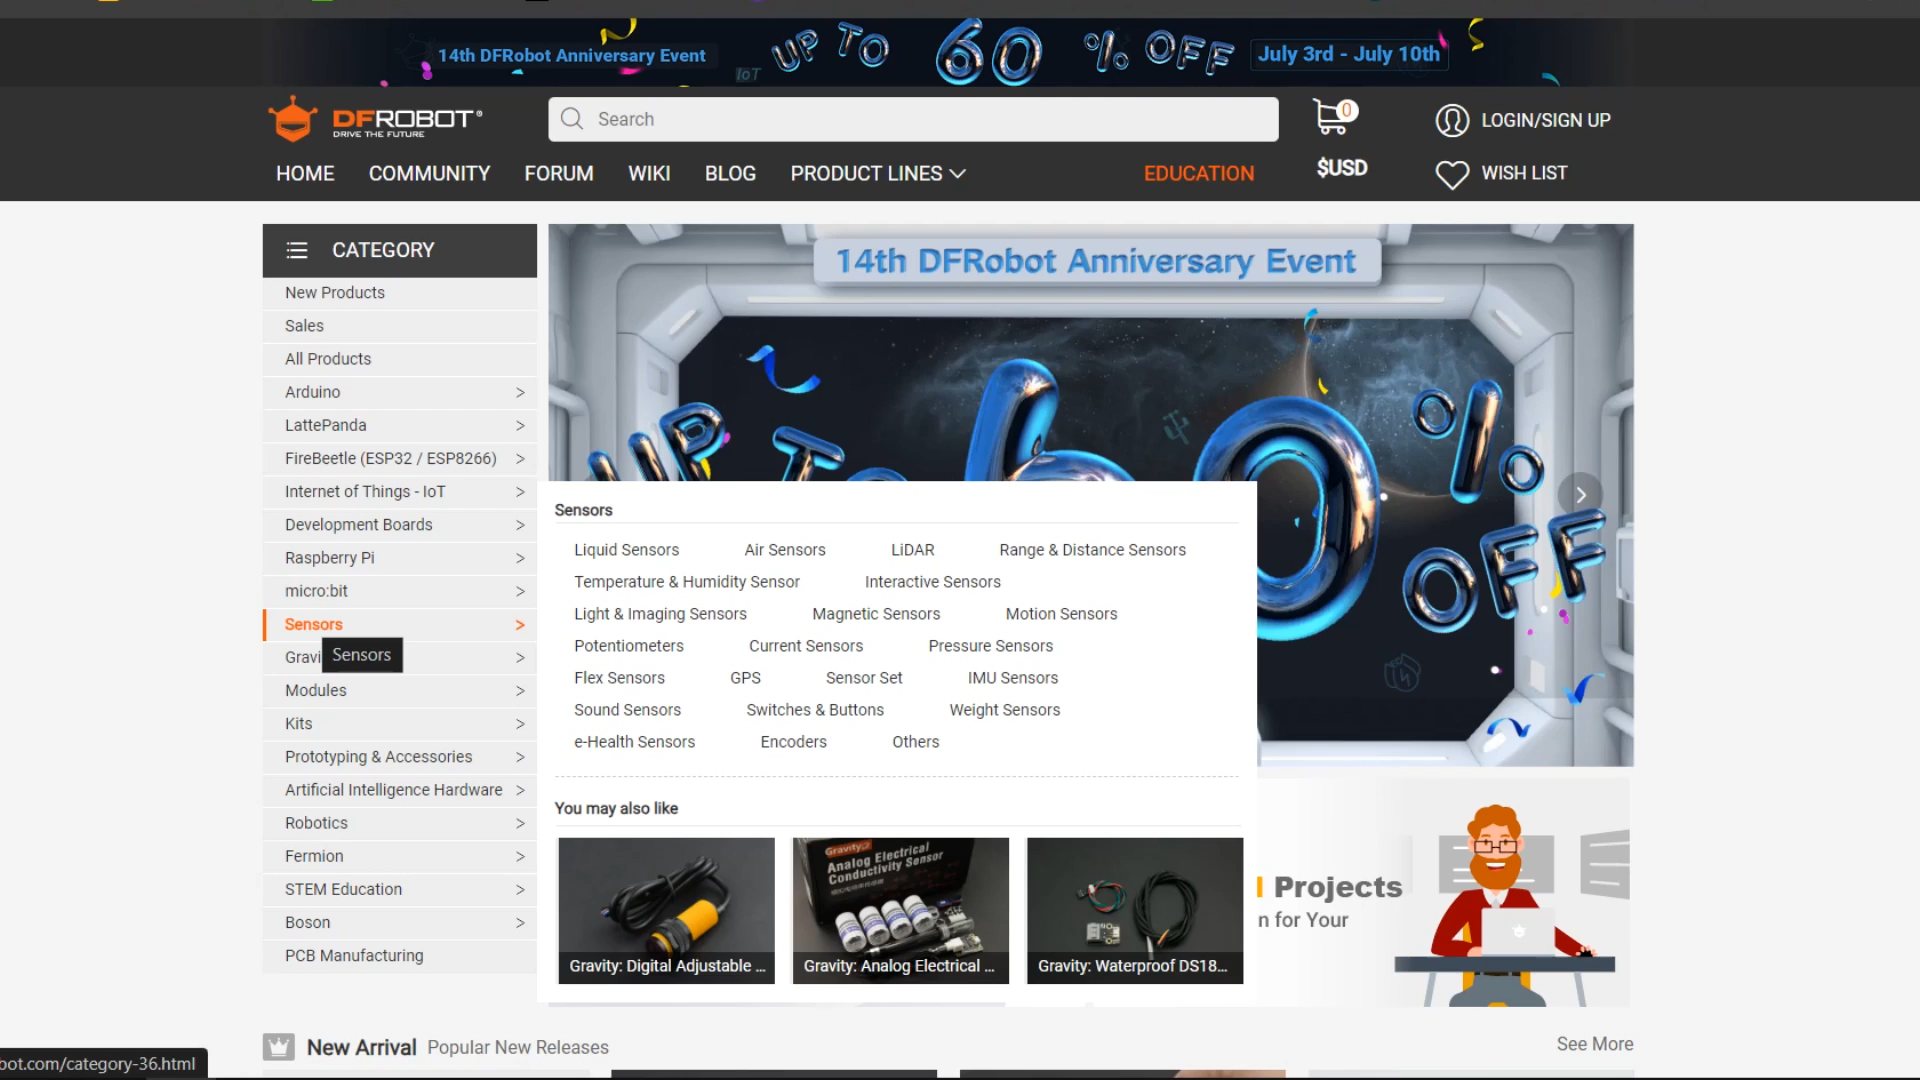 14th DFRobot Anniversary Event
IoT
UP TO 60 % OFF
July 3rd - July 10th
DFROBOT®
DRIVE THE FUTURE
Search
0
LOGIN/SIGN UP
HOME
COMMUNITY
FORUM
WIKI
BLOG
PRODUCT LINES
EDUCATION
$USD
WISH LIST
CATEGORY
New Products
Sales
All Products
Arduino >
LattePanda >
FireBeetle (ESP32 / ESP8266) >
Internet of Things - IoT >
Development Boards >
Raspberry Pi >
micro:bit >
Sensors >
Gravi >
Sensors
Modules >
Kits >
Prototyping & Accessories >
Artificial Intelligence Hardware >
Robotics >
Fermion >
STEM Education >
Boson >
PCB Manufacturing
14th DFRobot Anniversary Event
UP To 60 % OFF
Sensors
Liquid Sensors Air Sensors LiDAR Range & Distance Sensors
Temperature & Humidity Sensor Interactive Sensors
Light & Imaging Sensors Magnetic Sensors Motion Sensors
Potentiometers Current Sensors Pressure Sensors
Flex Sensors GPS Sensor Set IMU Sensors
Sound Sensors Switches & Buttons Weight Sensors
e-Health Sensors Encoders Others
You may also like
Gravity: Digital Adjustable ...
Gravity
Analog Electrical
Conductivity Sensor
Gravity: Analog Electrical ...
Gravity: Waterproof DS18...
Projects
n for Your
New Arrival Popular New Releases
See More
bot.com/category-36.html